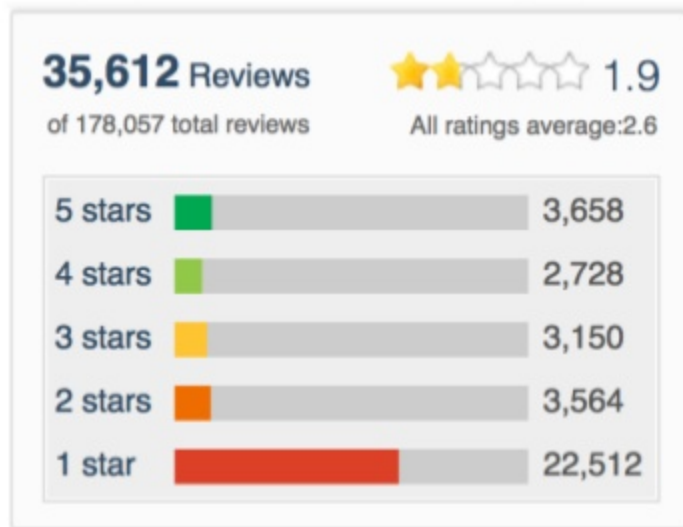 35,612 Reviews 1.9
of 178,057 total reviews All ratings average:2.6
5 stars 3,658
4 stars 2,728
3 stars 3,150
2 stars 3,564
1 star 22,512